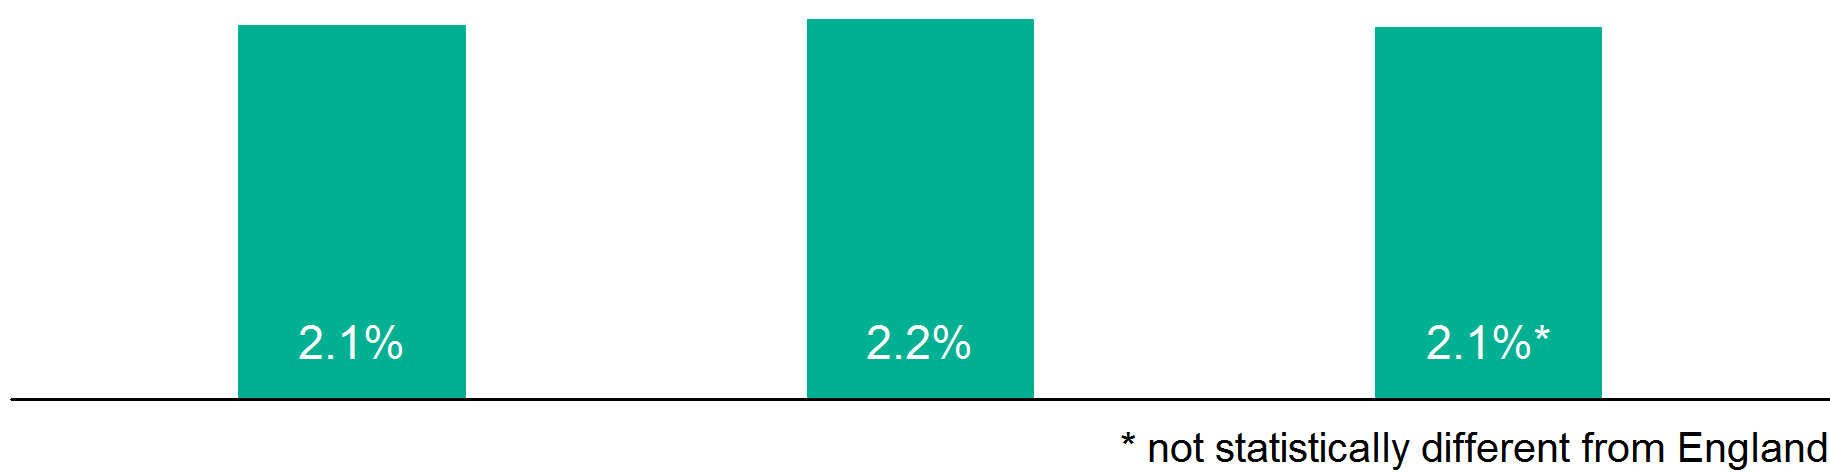 2.1% 2.2% 2.1%*
* not statistically different from England